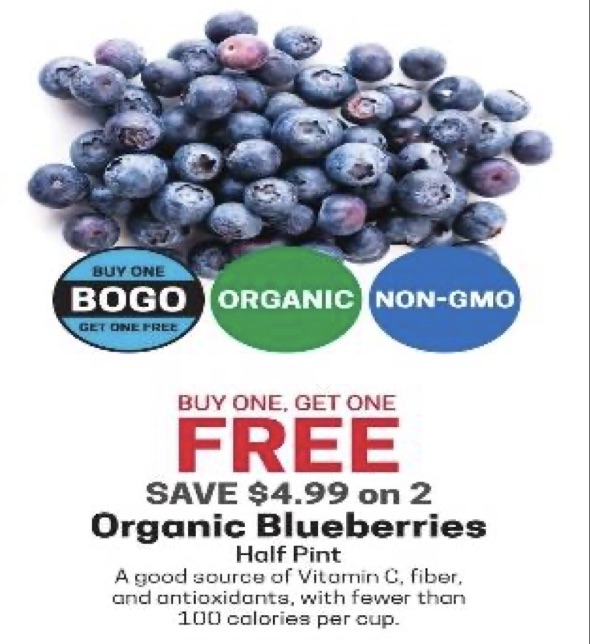 BUY ONE
BOGO
GET ONE FREE
ORGANIC
NON-GMO
BUY ONE, GET ONE
FREE
SAVE $4.99 on 2
Organic Blueberries
Half Pint
A good source of Vitamin C, fiber,
and antioxidants, with fewer than
100 calories per cup.